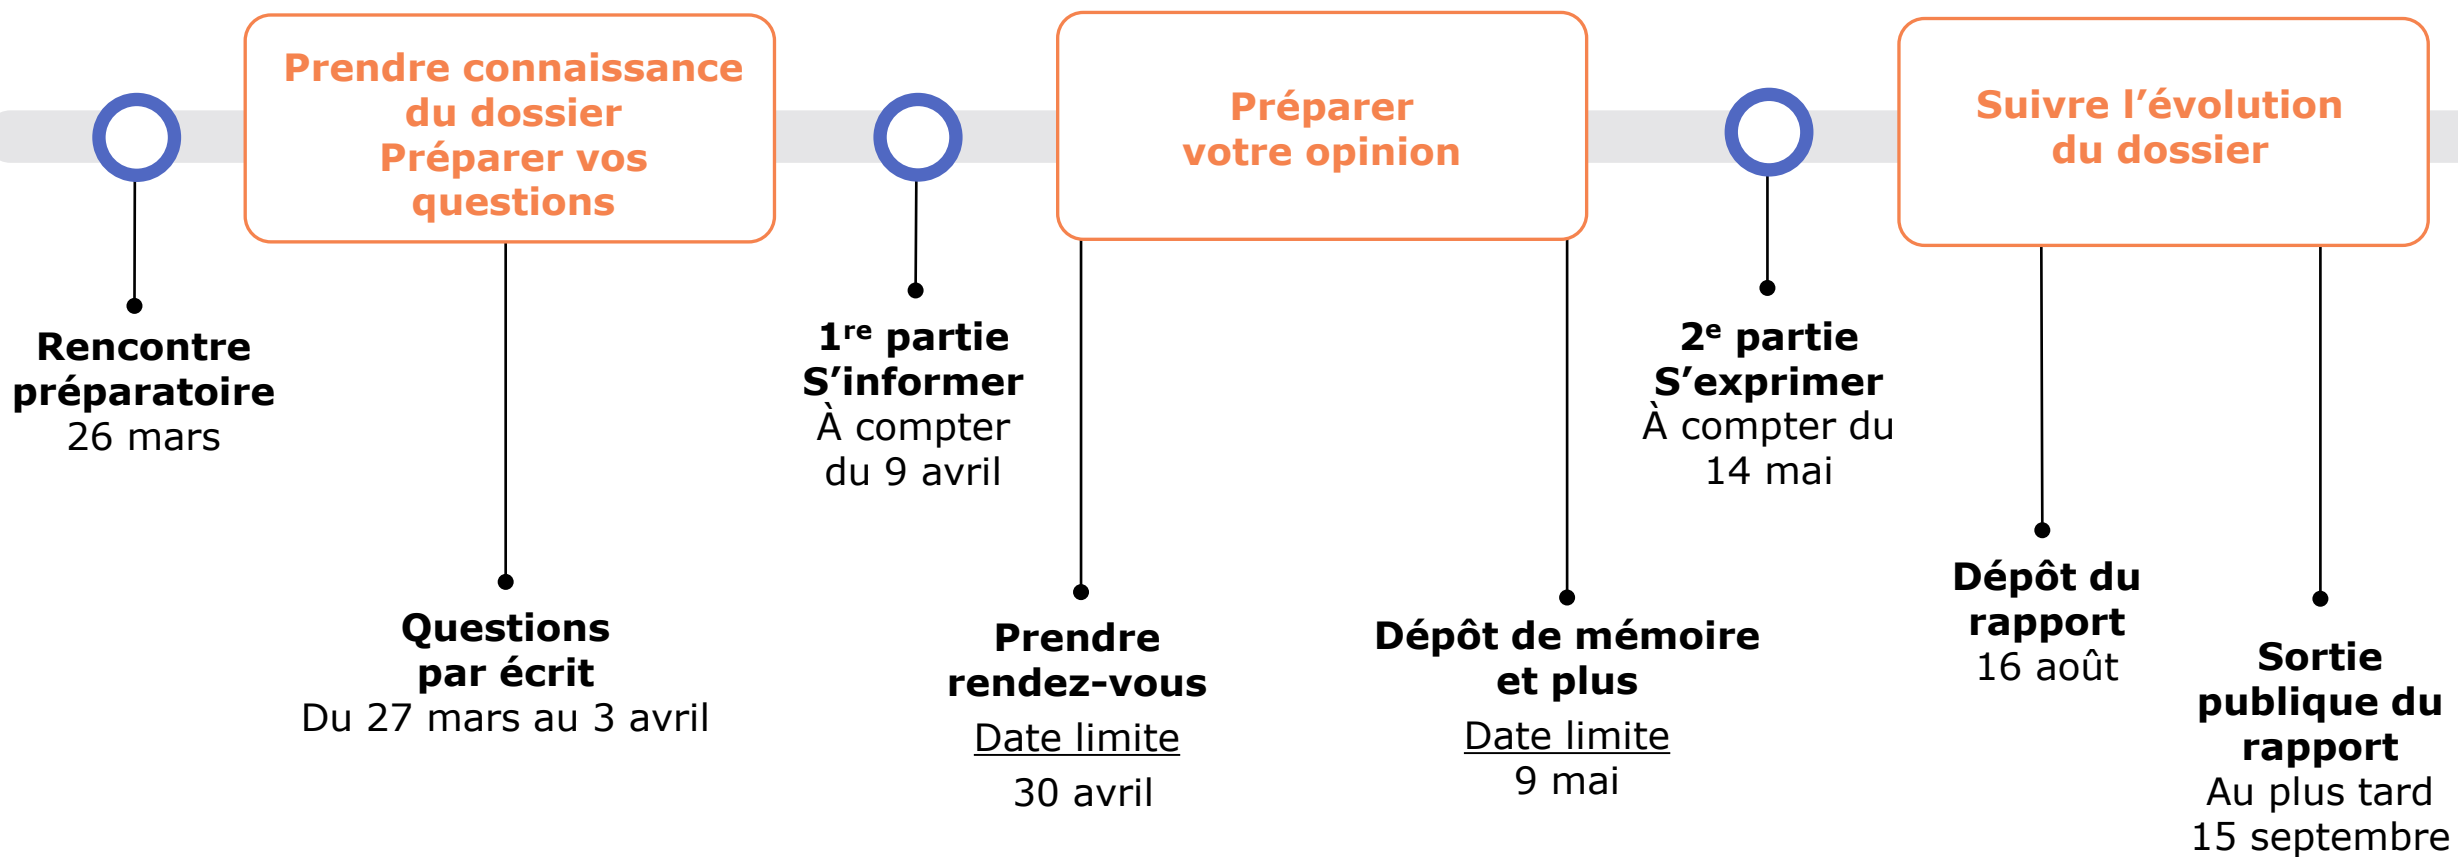 Prendre connaissance
du dossier
Préparer vos
questions
Préparer
votre opinion
Suivre l’évolution
du dossier
Rencontre
préparatoire
26 mars
Questions
par écrit
Du 27 mars au 3 avril
1re partie
S’informer
À compter
du 9 avril
Prendre
rendez-vous
Date limite
30 avril
Dépôt de mémoire
et plus
Date limite
9 mai
2e partie
S’exprimer
À compter du
14 mai
Dépôt du
rapport
16 août
Sortie
publique du
rapport
Au plus tard
15 septembre